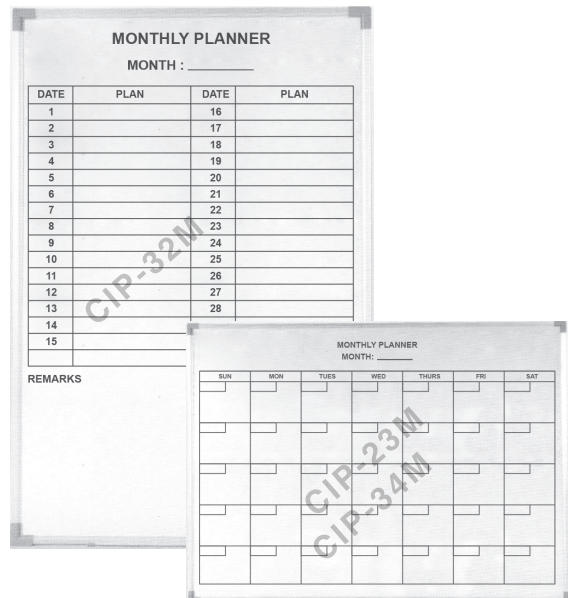 MONTHLY PLANNER
MONTH : ________
DATE PLAN DATE PLAN
1 16
2 17
3 18
4 19
5 20
6 21
7 22
8 23
9 24
10 25
11 26
12 27
13 28
14
15
REMARKS
CIP-32M
MONTHLY PLANNER
MONTH: ________
SUN MON TUES WED THURS FRI SAT
CIP-23M
CIP-34M